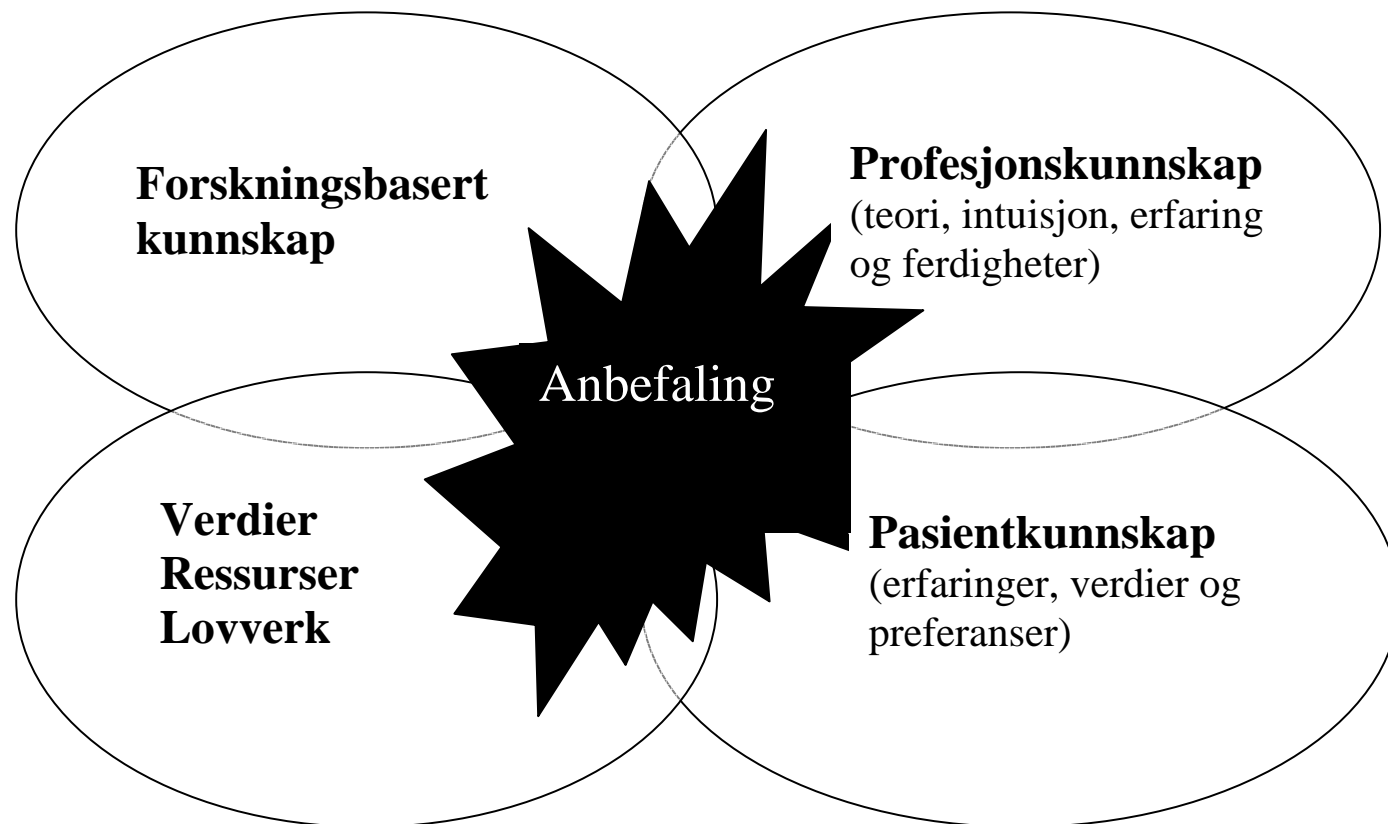 Forskningsbasert
kunnskap
Profesjonskunnskap
(teori, intuisjon, erfaring
og ferdigheter)
Anbefaling
Verdier
Ressurser
Lovverk
Pasientkunnskap
(erfaringer, verdier og
preferanser)